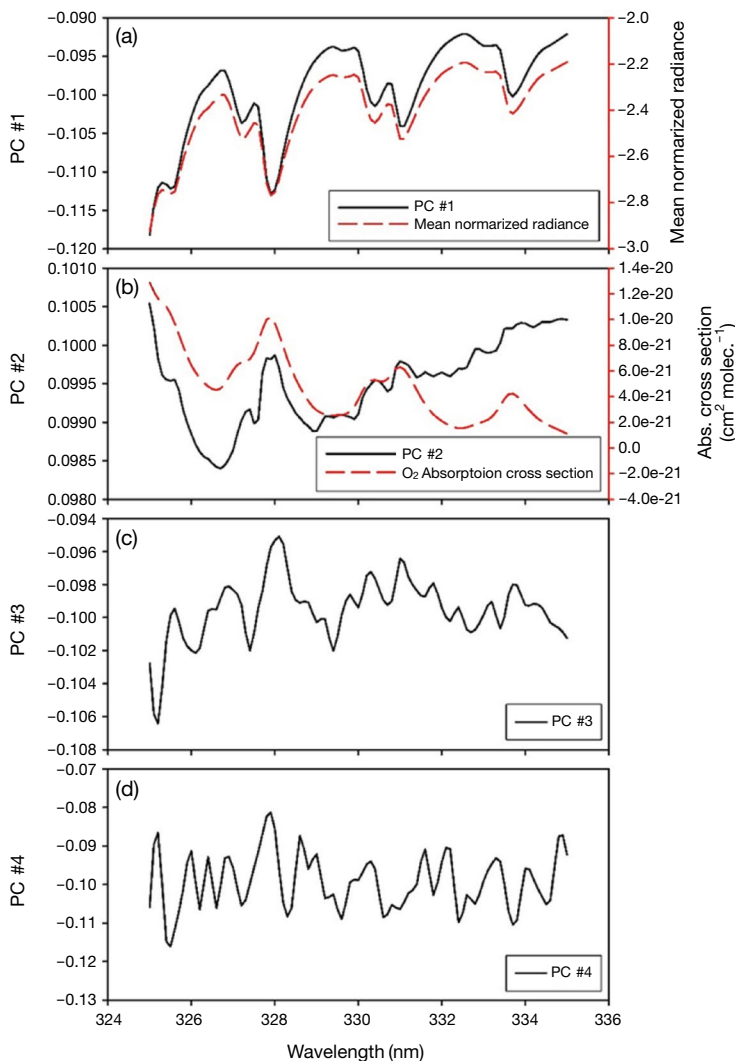 (a)
−0.090
−0.095
−0.100
−0.105
−0.110
−0.115
−0.120
PC #1
−2.0
−2.2
−2.4
−2.6
−2.8
−3.0
Mean normarlized radiance
PC #1
Mean normarized radiance
(b)
0.1010
0.1005
0.1000
0.0995
0.0990
0.0985
0.0980
PC #2
1.4e-20
1.2e-20
1.0e-20
8.0e-21
6.0e-21
4.0e-21
2.0e-21
0.0
−2.0e-21
−4.0e-21
Abs. cross section
(cm² molec.⁻¹)
PC #2
O₂ Absorptoion cross section
(c)
−0.094
−0.096
−0.098
−0.100
−0.102
−0.104
−0.106
−0.108
PC #3
PC #3
(d)
−0.07
−0.08
−0.09
−0.10
−0.11
−0.12
−0.13
PC #4
PC #4
324
326
328
330
332
334
336
Wavelength (nm)